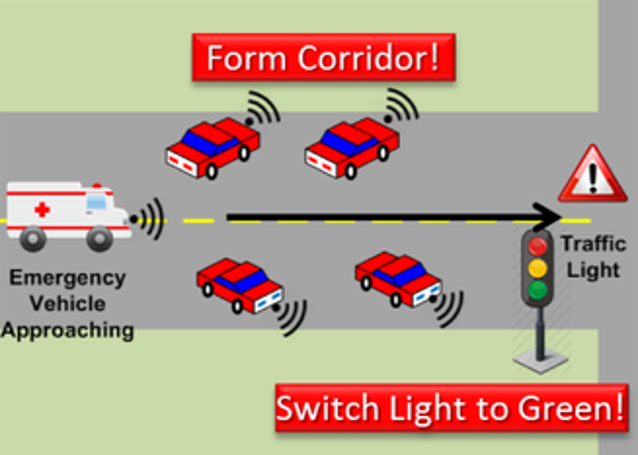 Form Corridor!
Traffic
Light
Emergency
Vehicle
Approaching
Switch Light to Green!